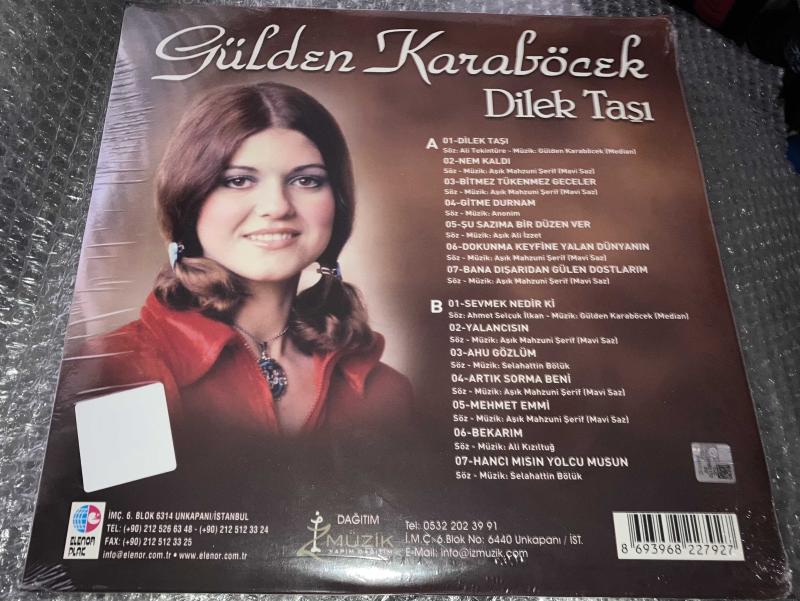 Gülden Karaböcek
Dilek Taşı
A
01-DİLEK TAŞI
Söz: Ali Tekintüre - Müzik: Gülden Karaböcek (Median)
02-NEM KALDI
Söz - Müzik: Aşık Mahzuni Şerif (Mavi Saz)
03-BİTMEZ TÜKENMEZ GECELER
Söz - Müzik: Aşık Mahzuni Şerif (Mavi Saz)
04-GİTME DURNAM
Söz - Müzik: Anonim
05-ŞU SAZIMA BİR DÜZEN VER
Söz - Müzik: Aşık Ali İzzet
06-DOKUNMA KEYFİNE YALAN DÜNYANIN
Söz - Müzik: Aşık Mahzuni Şerif (Mavi Saz)
07-BANA DIŞARIDAN GÜLEN DOSTLARIM
Söz - Müzik: Aşık Mahzuni Şerif (Mavi Saz)
B
01-SEVMEK NEDİR Kİ
Söz: Ahmet Selcuk İlkan - Müzik: Gülden Karaböcek (Median)
02-YALANCISIN
Söz - Müzik: Aşık Mahzuni Şerif (Mavi Saz)
03-AHU GÖZLÜM
Söz - Müzik: Selahattin Bölük
04-ARTIK SORMA BENİ
Söz - Müzik: Aşık Mahzuni Şerif (Mavi Saz)
05-MEHMET EMMİ
Söz - Müzik: Aşık Mahzuni Şerif (Mavi Saz)
06-BEKARIM
Söz - Müzik: Ali Kızıltuğ
07-HANCI MISIN YOLCU MUSUN
Söz - Müzik: Selahattin Bölük
ELENOR
PLAK
İMÇ. 6. BLOK 6314 UNKAPANI/İSTANBUL
TEL: (+90) 212 526 63 48 - (+90) 212 512 33 24
FAX: (+90) 212 512 33 25
info@elenor.com.tr • www.elenor.com.tr
DAĞITIM
İZ MÜZİK
YAPIM DAĞITIM
Tel: 0532 202 39 91
İ.M.Ç. 6.Blok No: 6440 Unkapanı / İST.
E-Mail: info@izmuzik.com
8 693968 227927